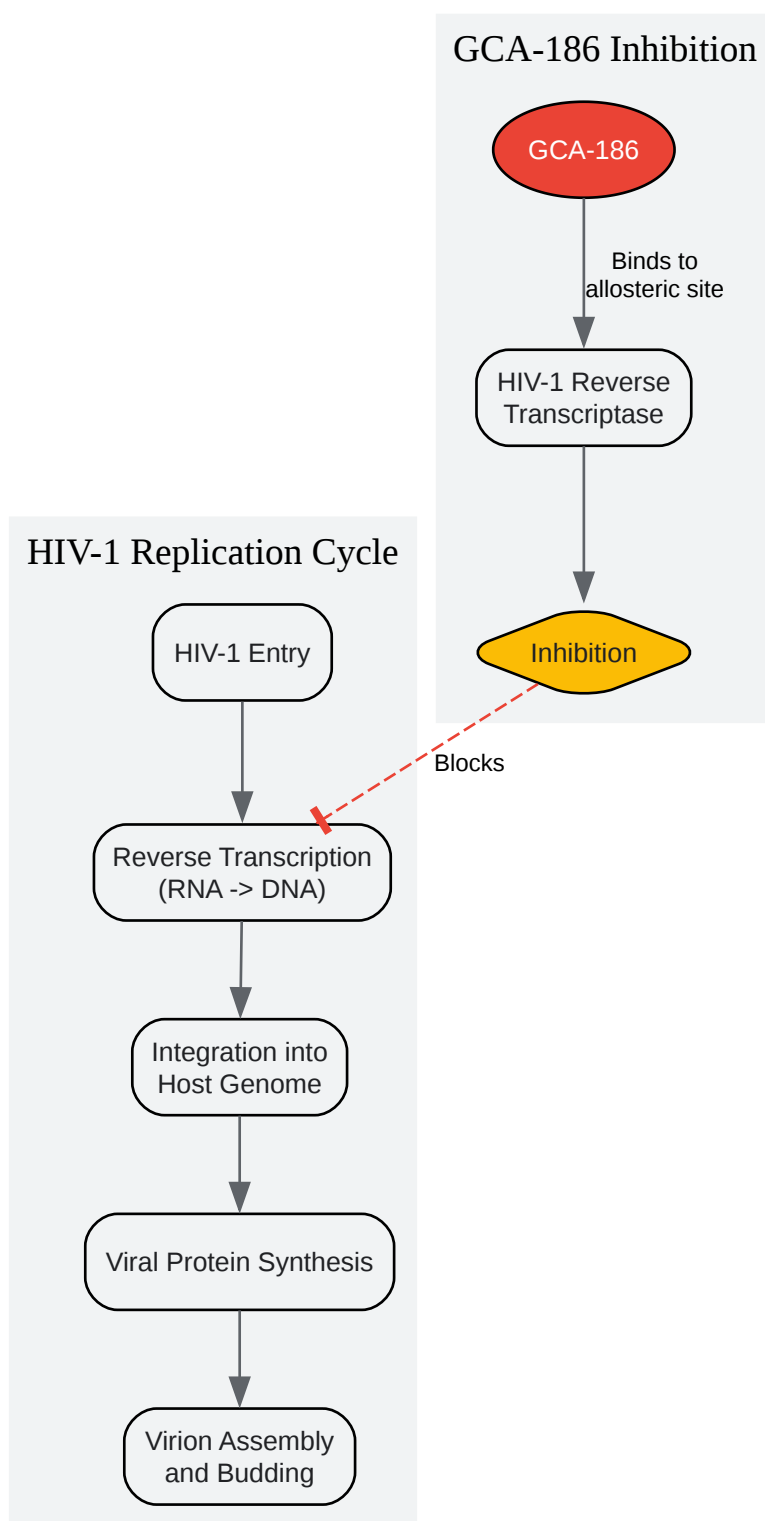 GCA-186 Inhibition
GCA-186
Binds to
allosteric site
HIV-1 Reverse
Transcriptase
Inhibition
Blocks
HIV-1 Replication Cycle
HIV-1 Entry
Reverse Transcription
(RNA -> DNA)
Integration into
Host Genome
Viral Protein Synthesis
Virion Assembly
and Budding